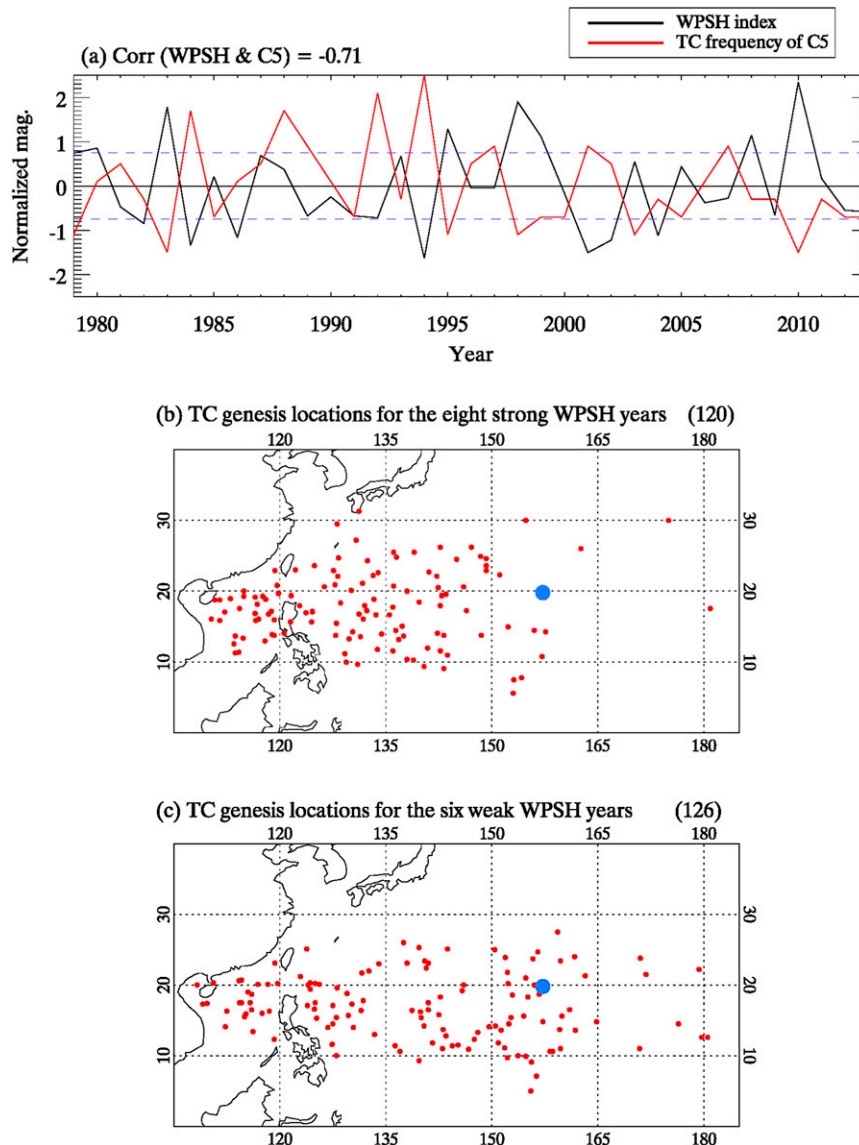 WPSH index
TC frequency of C5
(a) Corr (WPSH & C5) = -0.71
2
1
0
-1
-2
Normalized mag.
1980 1985 1990 1995 2000 2005 2010
Year
(b) TC genesis locations for the eight strong WPSH years (120)
120 135 150 165 180
30 30
20 20
10 10
120 135 150 165 180
(c) TC genesis locations for the six weak WPSH years (126)
120 135 150 165 180
30 30
20 20
10 10
120 135 150 165 180